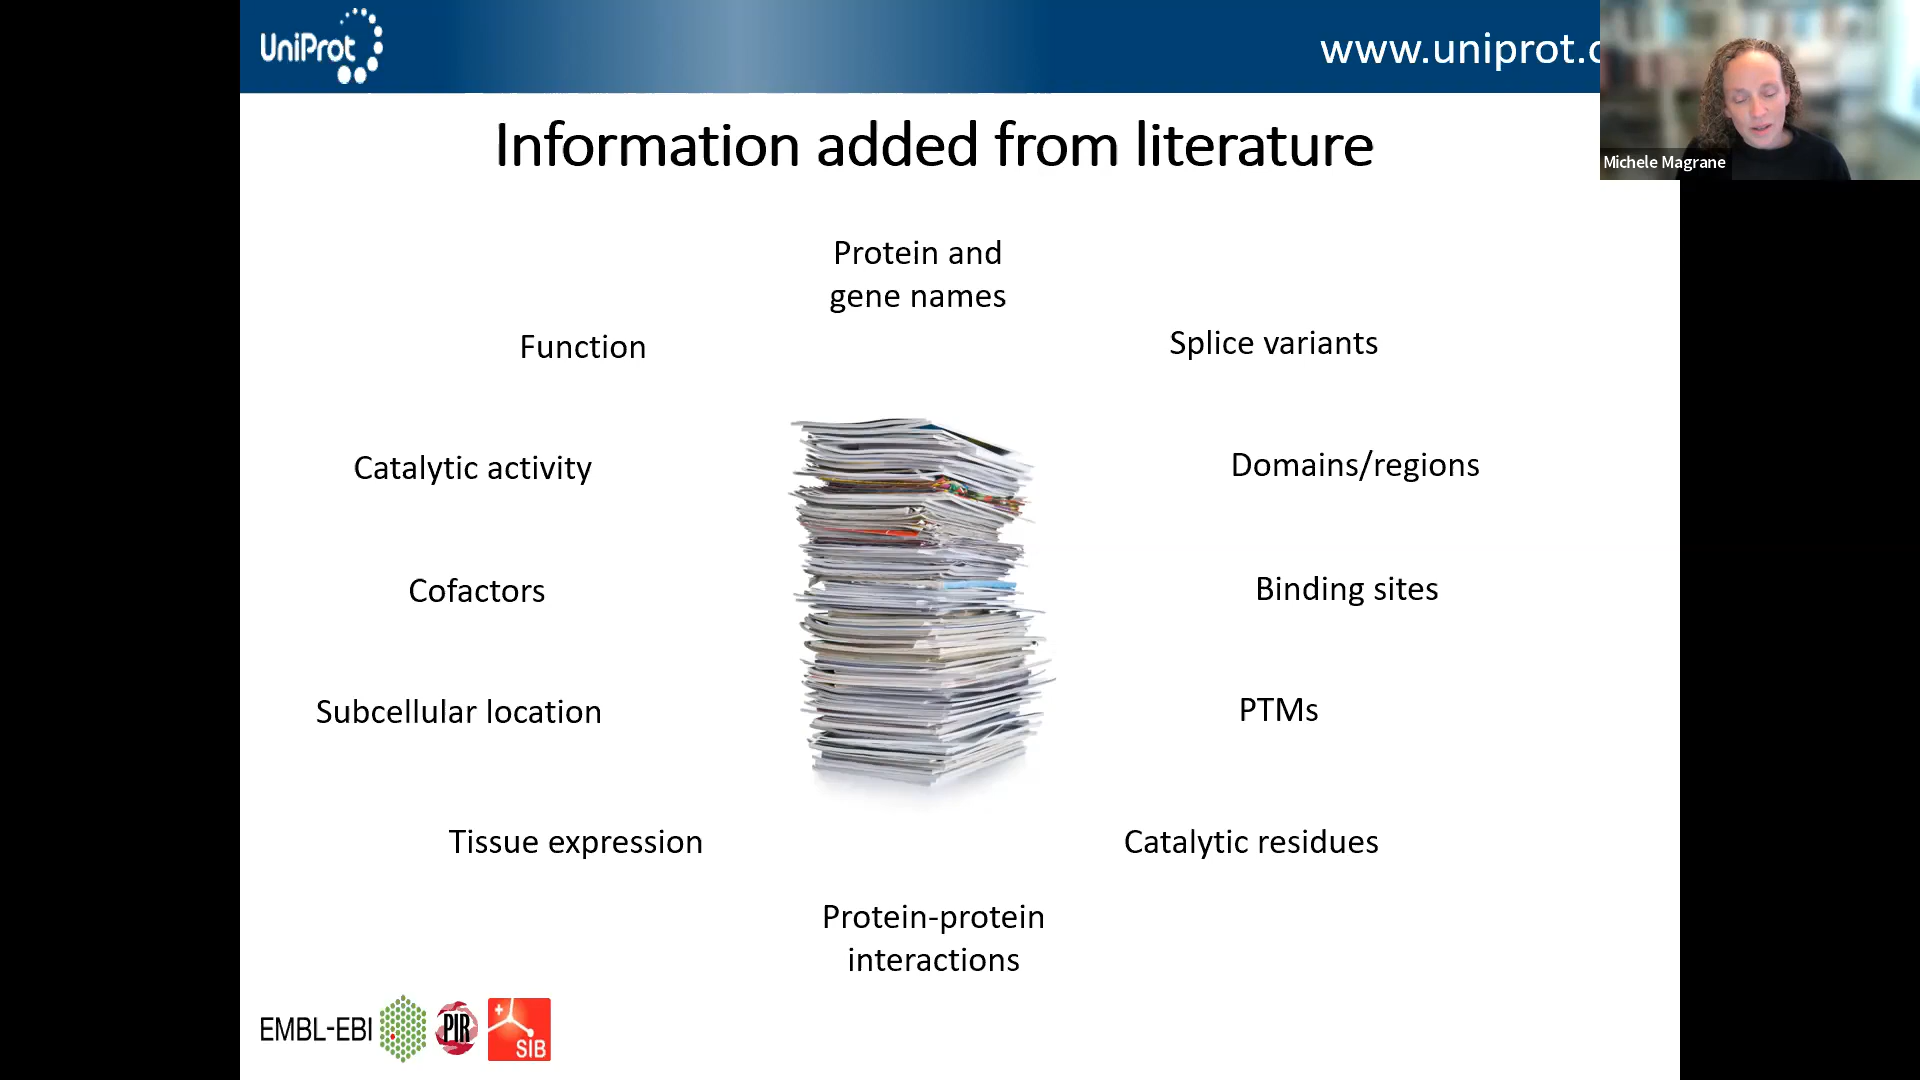 UniProt
www.uniprot.
Michele Magrane
Information added from literature
Protein and
gene names
Function
Splice variants
Catalytic activity
Domains/regions
Cofactors
Binding sites
Subcellular location
PTMs
Tissue expression
Catalytic residues
Protein-protein
interactions
EMBL-EBI
PIR
SIB